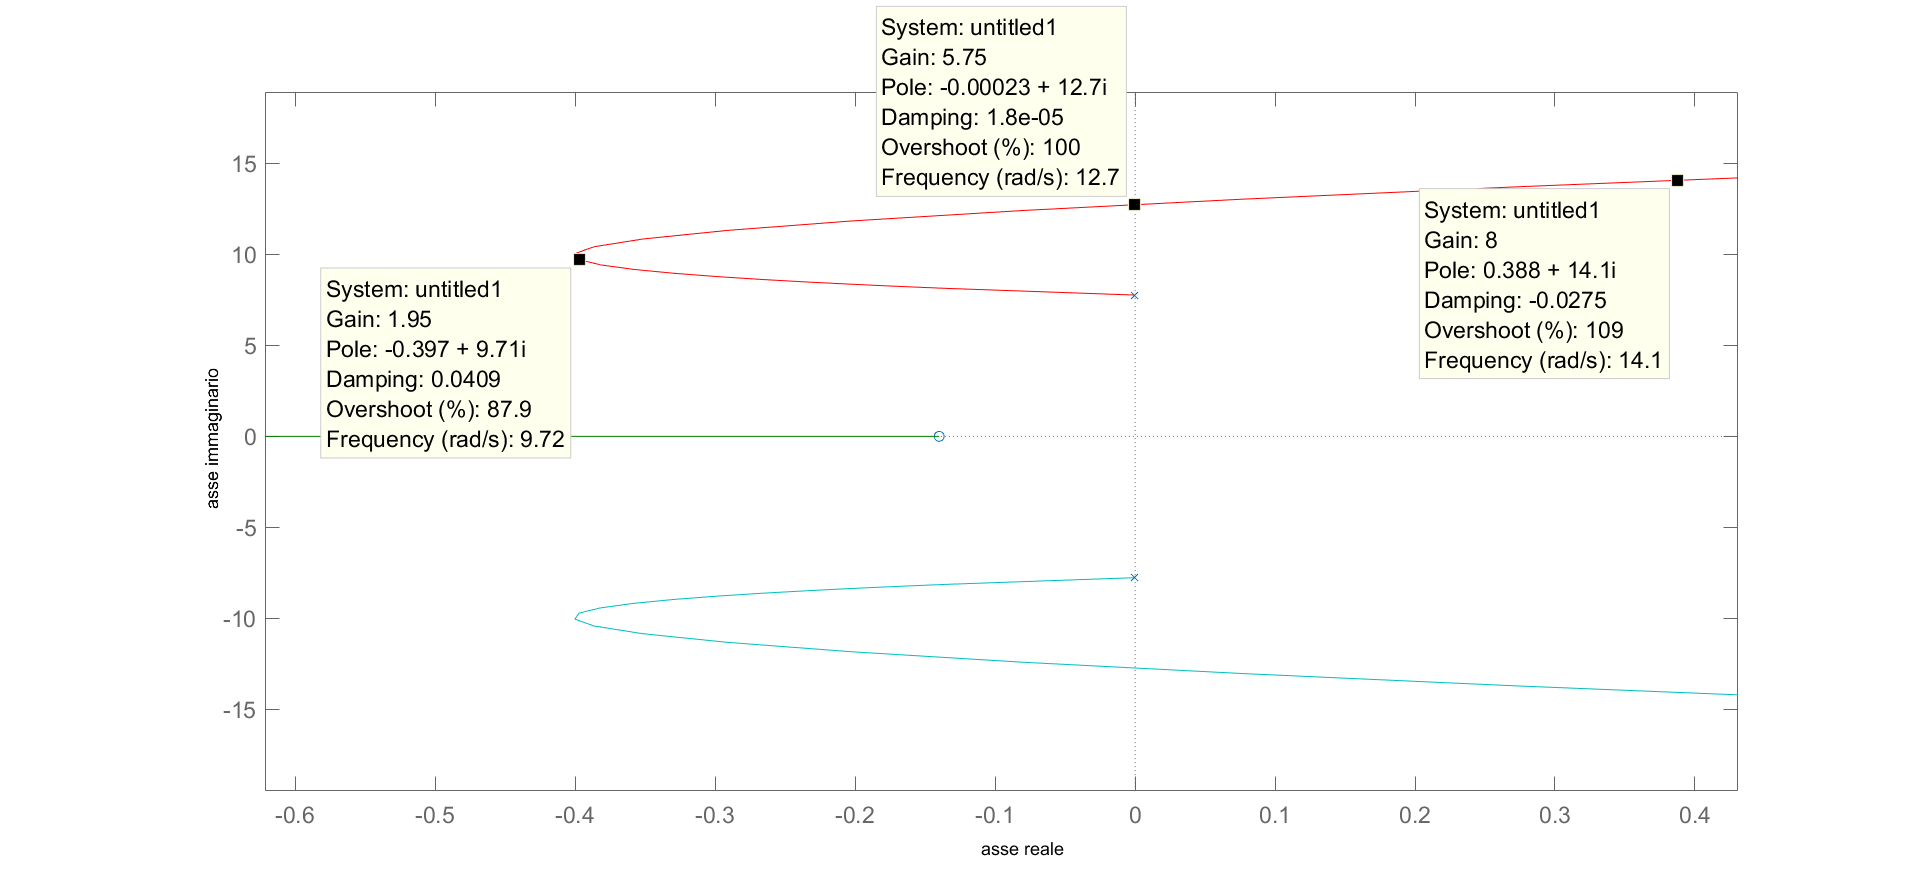 System: untitled1
Gain: 5.75
Pole: -0.00023 + 12.7i
Damping: 1.8e-05
Overshoot (%): 100
Frequency (rad/s): 12.7
System: untitled1
Gain: 8
Pole: 0.388 + 14.1i
Damping: -0.0275
Overshoot (%): 109
Frequency (rad/s): 14.1
System: untitled1
Gain: 1.95
Pole: -0.397 + 9.71i
Damping: 0.0409
Overshoot (%): 87.9
Frequency (rad/s): 9.72
asse immaginario
15
10
5
0
-5
-10
-15
-0.6 -0.5 -0.4 -0.3 -0.2 -0.1 0 0.1 0.2 0.3 0.4
asse reale